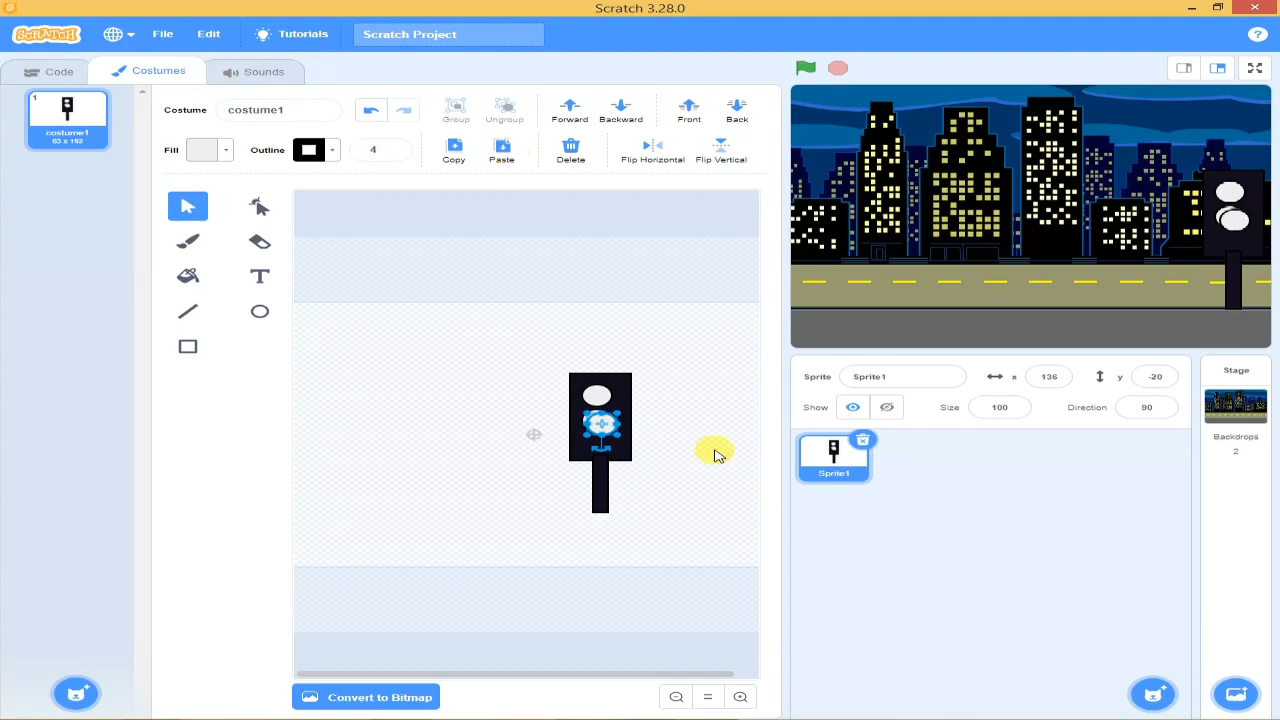 Scratch 3.28.0
SCRATCH File Edit Tutorials Scratch Project ?
Code Costumes Sounds
1
costume1
63 x 192
Costume costume1 Group Ungroup Forward Backward Front Back
Fill Outline 4 Copy Paste Delete Flip Horizontal Flip Vertical
T
Sprite Sprite1 x 136 y -20
Show Size 100 Direction 90
Sprite1
Stage
Backdrops
2
Convert to Bitmap